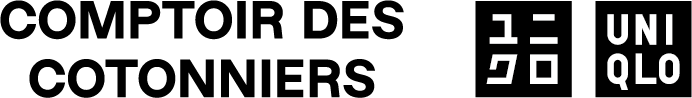 COMPTOIR DES
COTONNIERS
ユニ
クロ
UNI
QLO